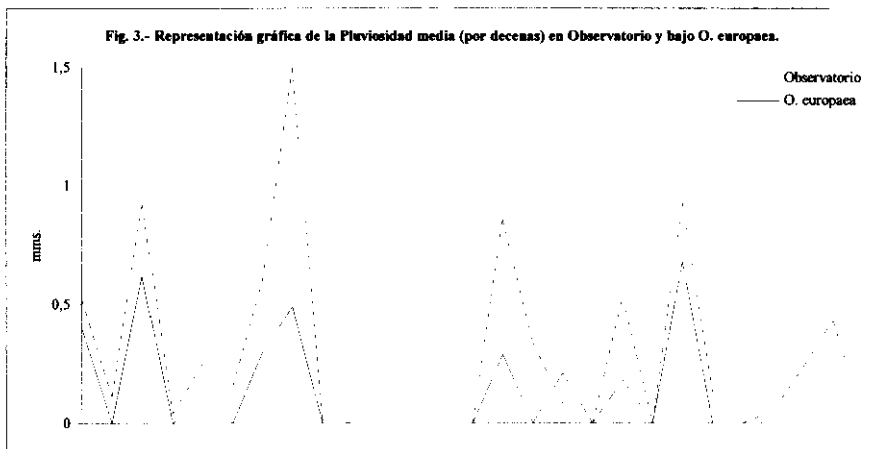 Fig. 3.- Representación gráfica de la Pluviosidad media (por decenas) en Observatorio y bajo O. europaea.
1,5
Observatorio
O. europaea
1
mms.
0,5
0